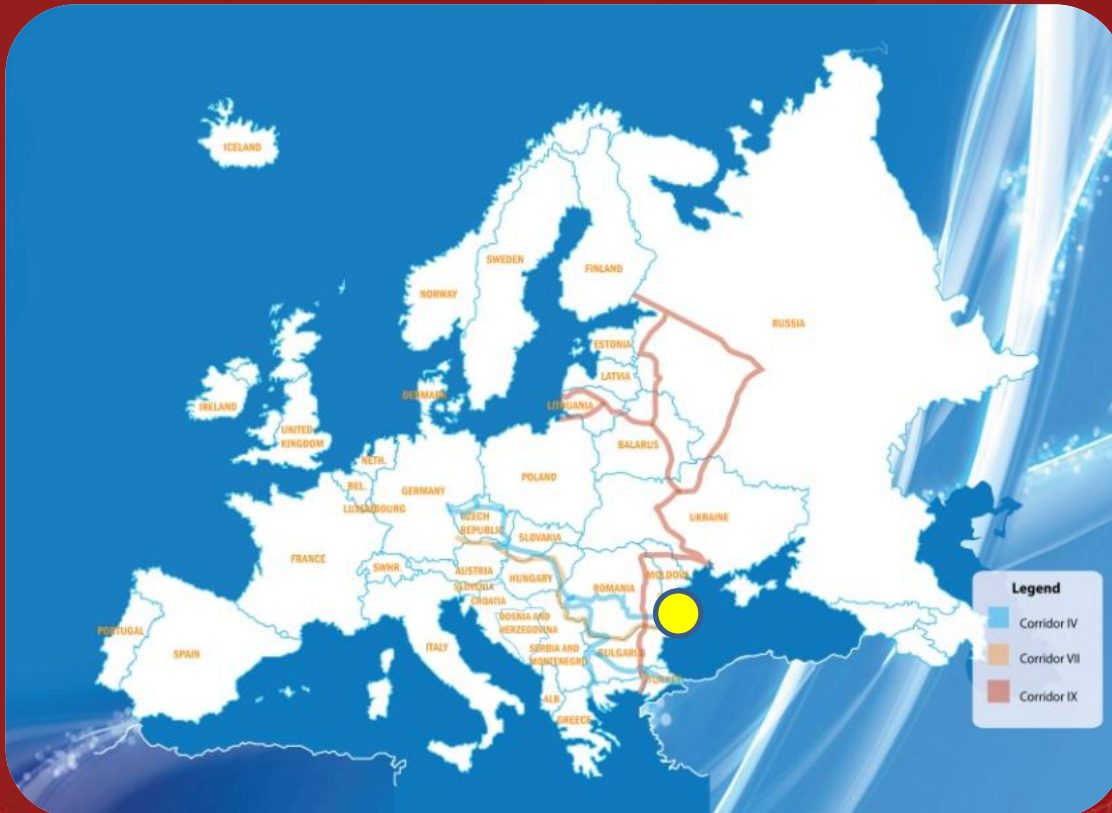 ICELAND
SWEDEN
FINLAND
NORWAY
RUSSIA
ESTONIA
LATVIA
DENMARK
LITHUANIA
IRELAND
UNITED
KINGDOM
BALARUS
NETH.
POLAND
BEL.
GERMANY
LUXEMBOURG
UKRAINE
CZECH
REPUBLIC
SLOVAKIA
FRANCE
SWHR.
AUSTRIA
HUNGARY
MOLDOVA
ROMANIA
SLOVENIA
CROATIA
BOSNIA AND
HERZEGOVINA
PORTUGAL
SPAIN
ITALY
SERBIA AND
MONTENEGRO
BULGARIA
ALB.
GREECE
Legend
Corridor IV
Corridor VII
Corridor IX